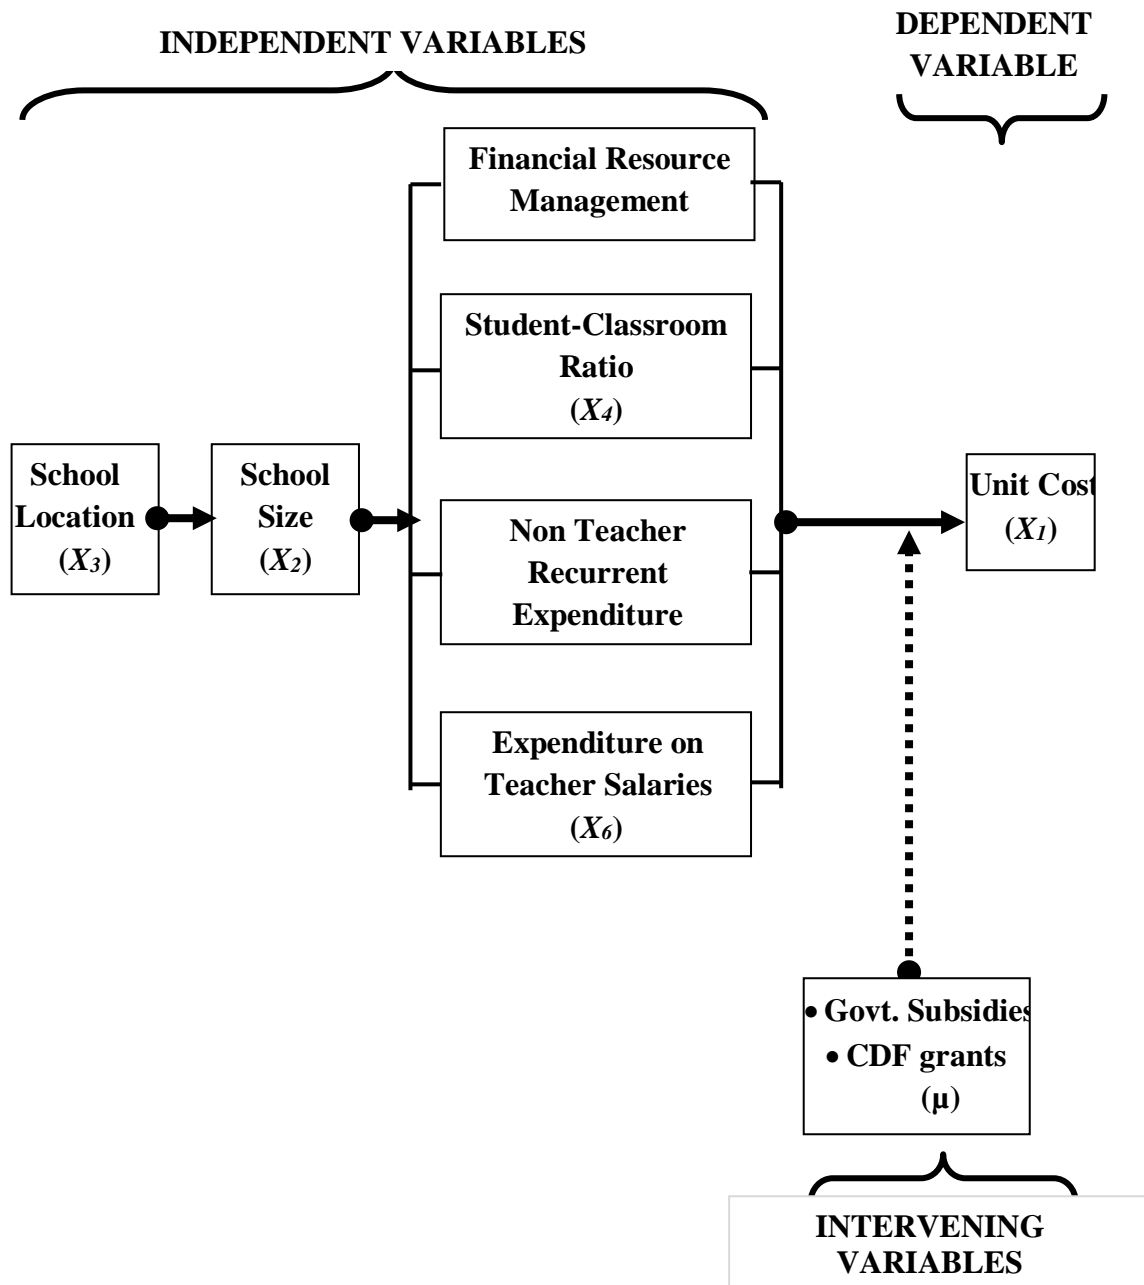 INDEPENDENT VARIABLES
DEPENDENT
VARIABLE
Financial Resource
Management
Student-Classroom
Ratio
(X4)
School
Location
(X3)
School
Size
(X2)
Non Teacher
Recurrent
Expenditure
Unit Cost
(X1)
Expenditure on
Teacher Salaries
(X6)
• Govt. Subsidies
• CDF grants
(µ)
INTERVENING
VARIABLES